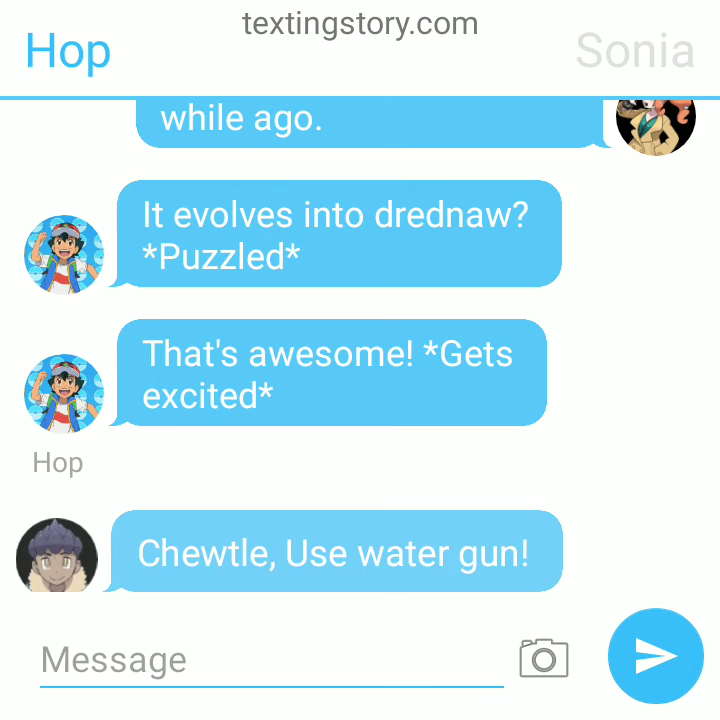 textingstory.com
Hop
Sonia
while ago.
It evolves into drednaw?
*Puzzled*
That's awesome! *Gets
excited*
Hop
Chewtle, Use water gun!
Message